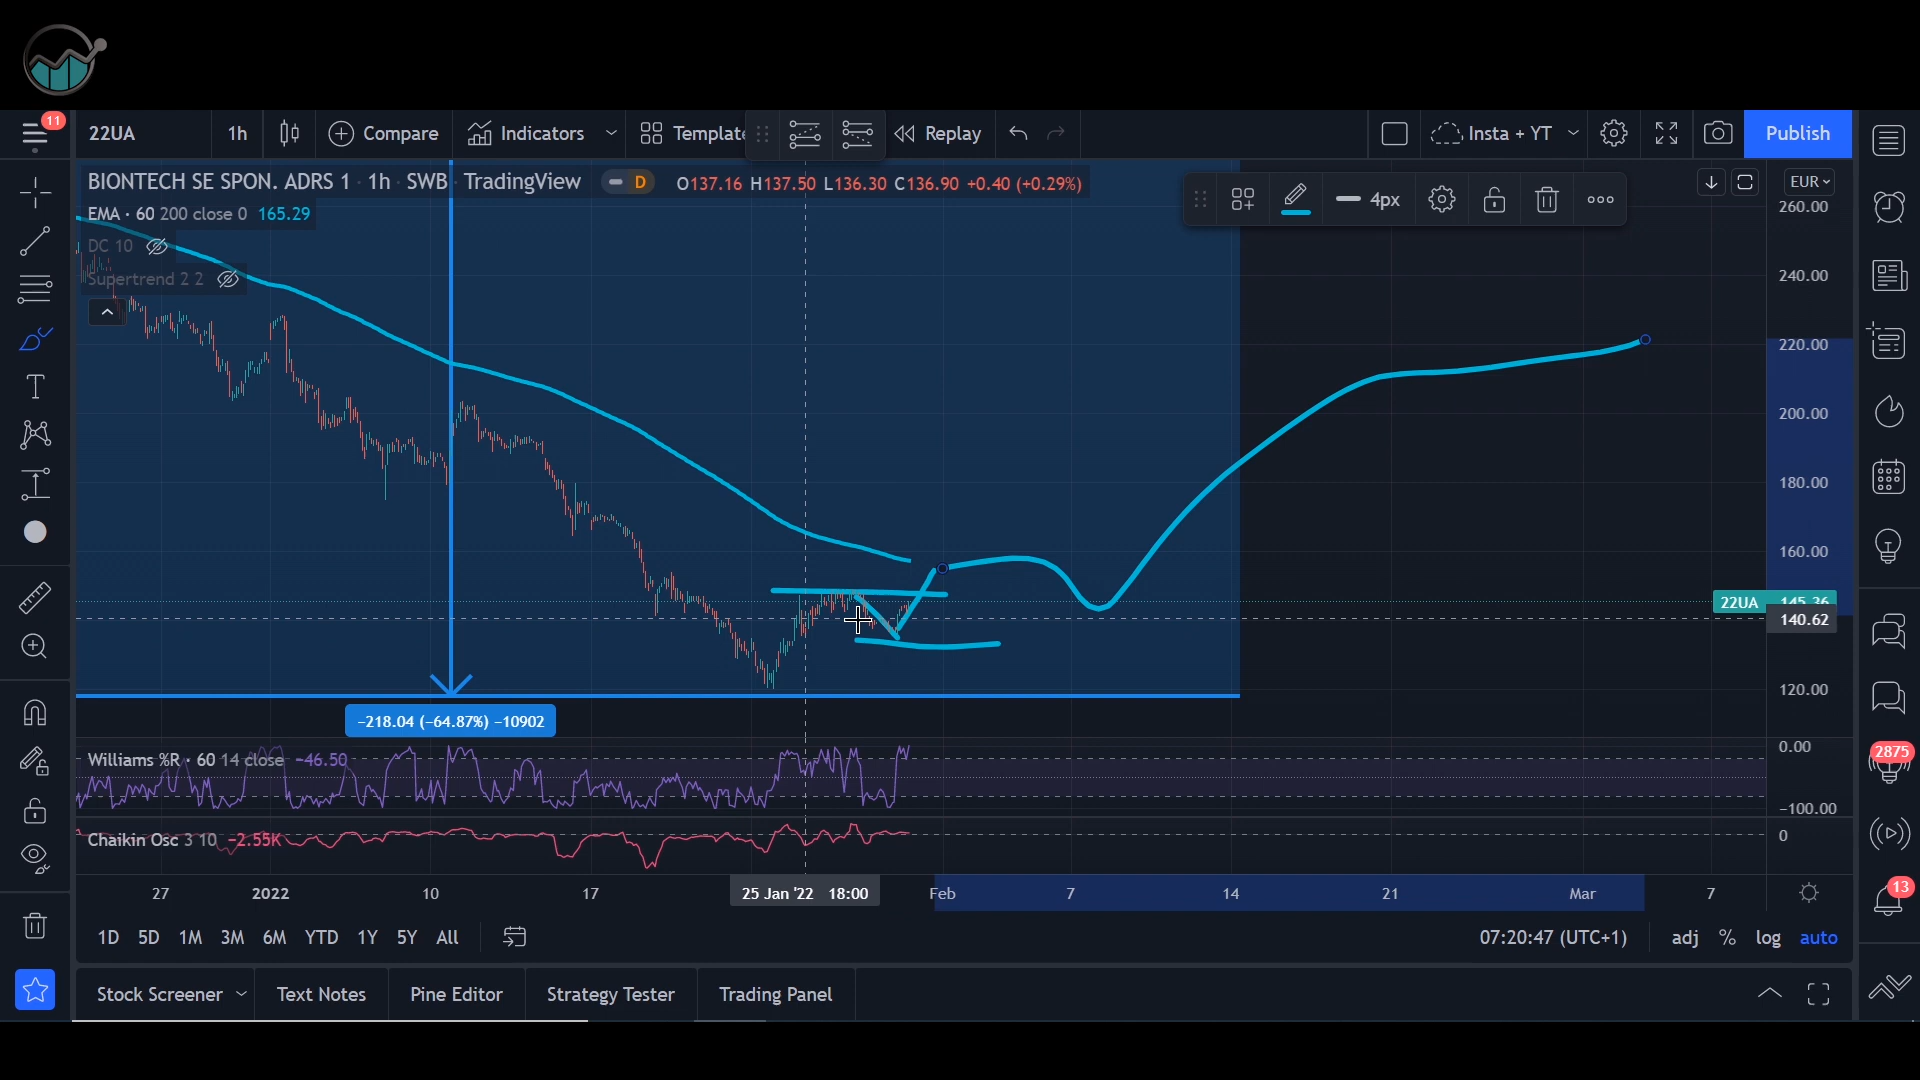 11
22UA 1h Compare Indicators Template Replay Insta + YT Publish
BIONTECH SE SPON. ADRS 1 · 1h · SWB TradingView D O137.16 H137.50 L136.30 C136.90 +0.40 (+0.29%)
EUR
EMA · 60 200 close 0 165.29
4px
DC 10
Supertrend 2 2
260.00
240.00
220.00
200.00
180.00
160.00
22UA 145.36
140.62
120.00
-218.04 (-64.87%) -10902
Williams %R · 60 14 close -46.50
0.00
-100.00
Chaikin Osc 3 10 -2.55K
0
2875
13
27 2022 10 17 25 Jan '22 18:00 Feb 7 14 21 Mar 7
1D 5D 1M 3M 6M YTD 1Y 5Y All 07:20:47 (UTC+1) adj % log auto
Stock Screener Text Notes Pine Editor Strategy Tester Trading Panel